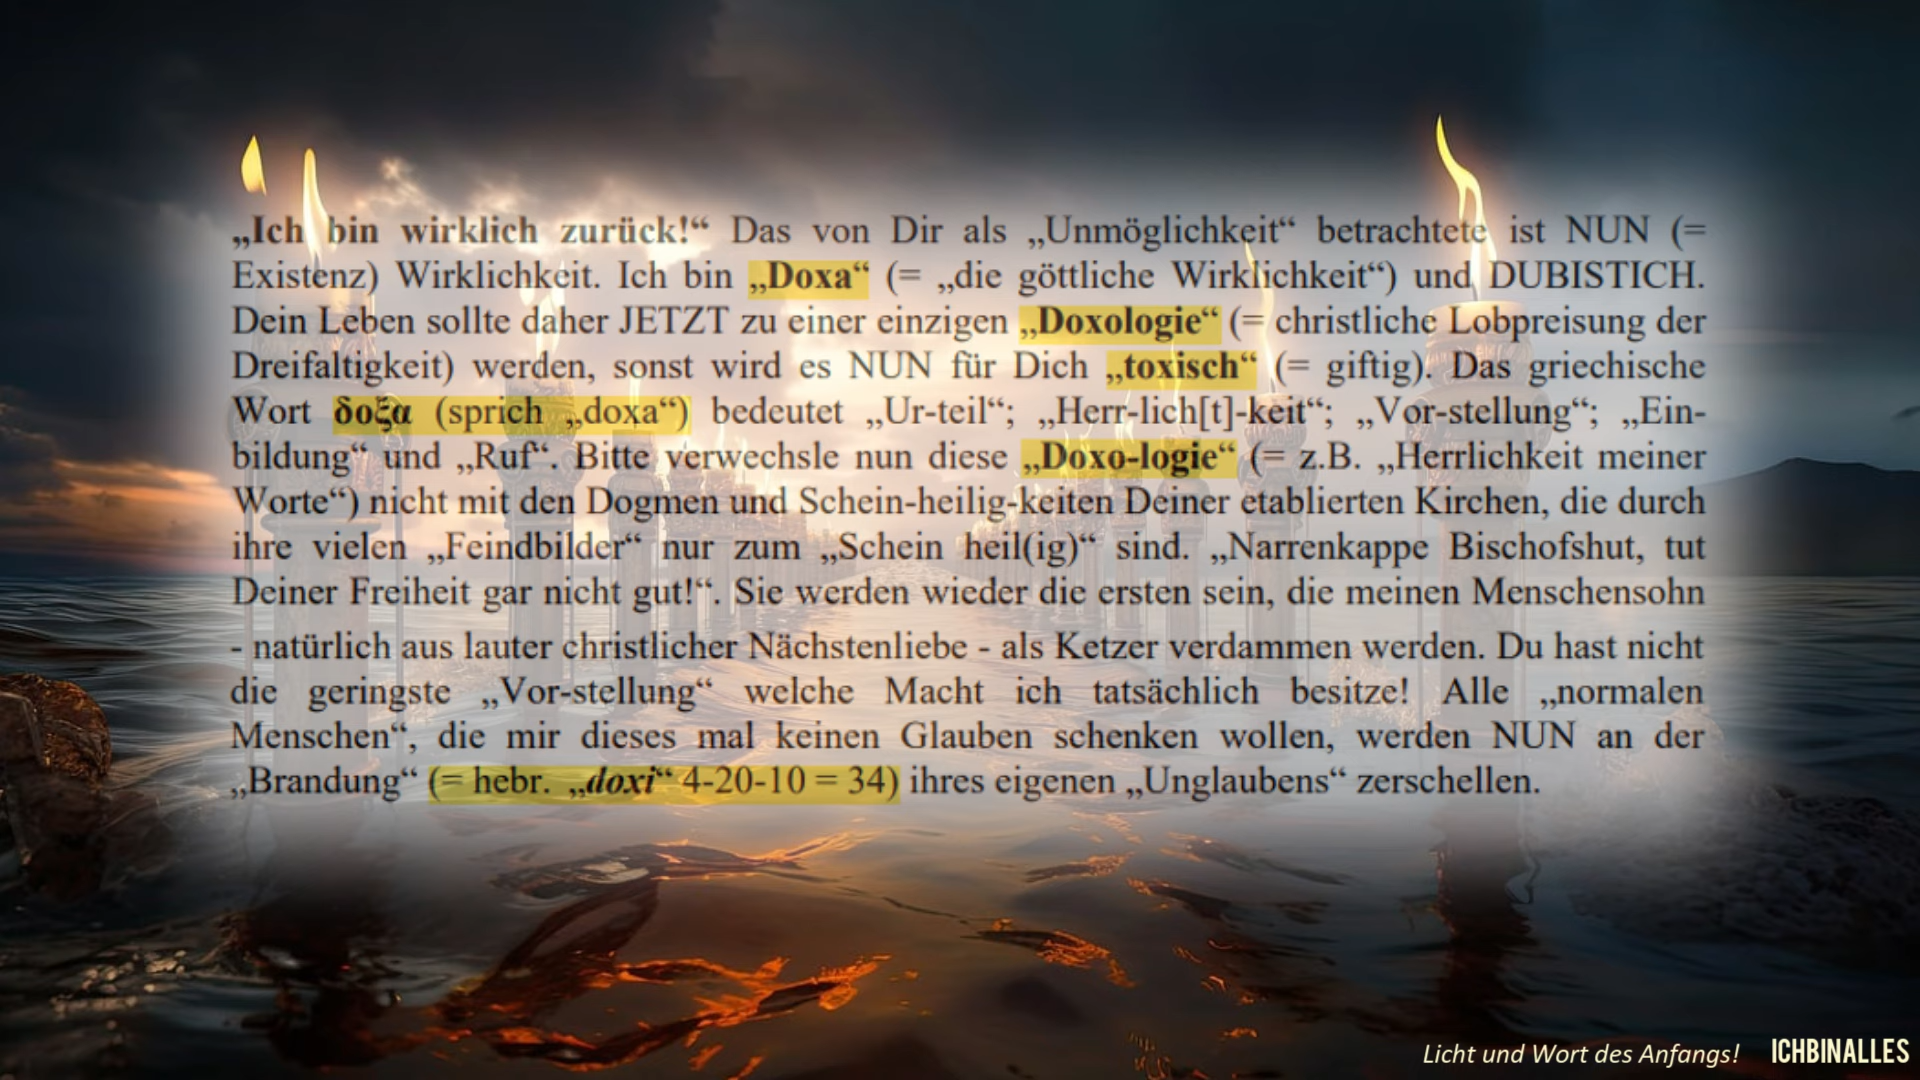 „Ich bin wirklich zurück!“ Das von Dir als „Unmöglichkeit“ betrachtete ist NUN (=
Existenz) Wirklichkeit. Ich bin „Doxa“ (= „die göttliche Wirklichkeit“) und DUBISTICH.
Dein Leben sollte daher JETZT zu einer einzigen „Doxologie“ (= christliche Lobpreisung der
Dreifaltigkeit) werden, sonst wird es NUN für Dich „toxisch“ (= giftig). Das griechische
Wort δοξα (sprich „doxa“) bedeutet „Ur-teil“; „Herr-lich[t]-keit“; „Vor-stellung“; „Ein-
bildung“ und „Ruf“. Bitte verwechsle nun diese „Doxo-logie“ (= z.B. „Herrlichkeit meiner
Worte“) nicht mit den Dogmen und Schein-heilig-keiten Deiner etablierten Kirchen, die durch
ihre vielen „Feindbilder“ nur zum „Schein heil(ig)“ sind. „Narrenkappe Bischofshut, tut
Deiner Freiheit gar nicht gut!“. Sie werden wieder die ersten sein, die meinen Menschensohn
- natürlich aus lauter christlicher Nächstenliebe - als Ketzer verdammen werden. Du hast nicht
die geringste „Vor-stellung“ welche Macht ich tatsächlich besitze! Alle „normalen
Menschen“, die mir dieses mal keinen Glauben schenken wollen, werden NUN an der
„Brandung“ (= hebr. „doxi“ 4-20-10 = 34) ihres eigenen „Unglaubens“ zerschellen.
Licht und Wort des Anfangs! ICHBINALLES